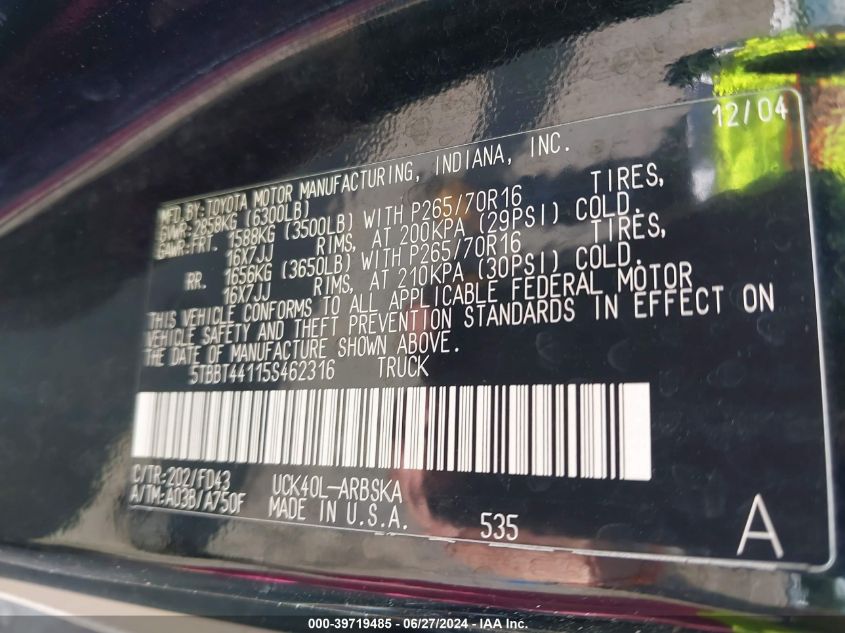 12/04
MFD.BY:TOYOTA MOTOR MANUFACTURING, INDIANA, INC.
GVWR:2858KG (6300LB)
GAWR:FRT. 1588KG (3500LB) WITH P265/70R16 TIRES,
16X7JJ RIMS, AT 200KPA (29PSI) COLD.
RR. 1656KG (3650LB) WITH P265/70R16 TIRES,
16X7JJ RIMS, AT 210KPA (30PSI) COLD.
THIS VEHICLE CONFORMS TO ALL APPLICABLE FEDERAL MOTOR
VEHICLE SAFETY AND THEFT PREVENTION STANDARDS IN EFFECT ON
THE DATE OF MANUFACTURE SHOWN ABOVE.
5TBBT44115S462316 TRUCK
C/TR:202/FD43 UCK40L-ARBSKA
A/TM:A03B/A750F MADE IN U.S.A. 535
A
000-39719485 - 06/27/2024 - IAA Inc.